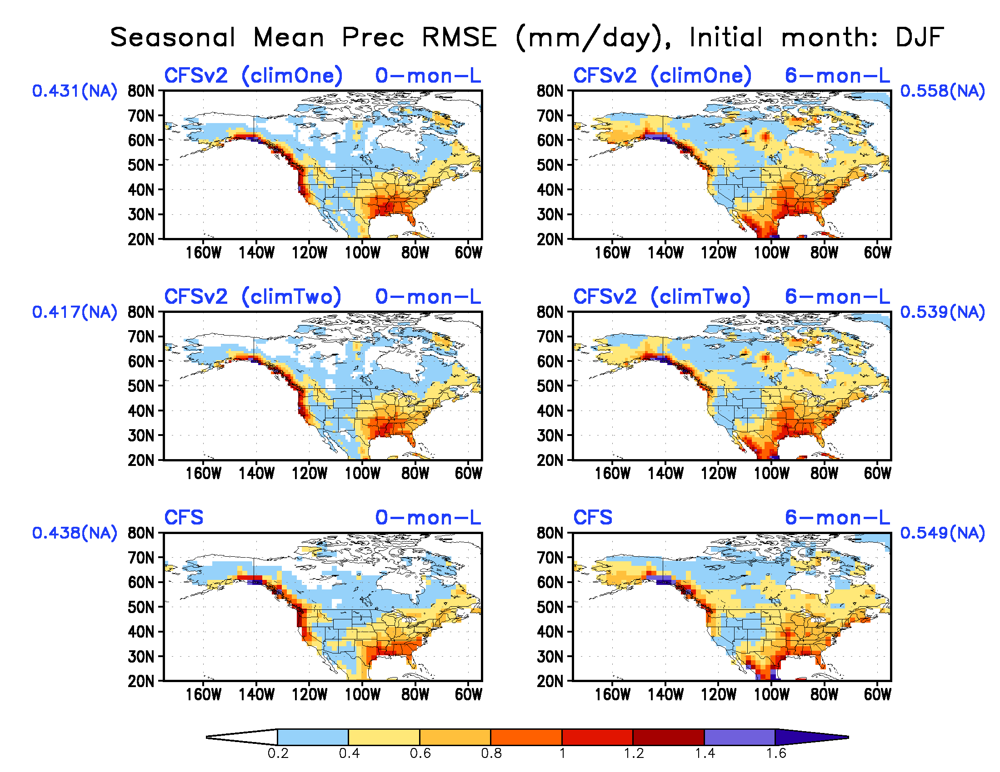 Seasonal Mean Prec RMSE (mm/day), Initial month: DJF
CFSv2 (climOne) 0-mon-L
0.431(NA)
80N
70N
60N
50N
40N
30N
20N
160W 140W 120W 100W 80W 60W
CFSv2 (climOne) 6-mon-L
0.558(NA)
80N
70N
60N
50N
40N
30N
20N
160W 140W 120W 100W 80W 60W
CFSv2 (climTwo) 0-mon-L
0.417(NA)
80N
70N
60N
50N
40N
30N
20N
160W 140W 120W 100W 80W 60W
CFSv2 (climTwo) 6-mon-L
0.539(NA)
80N
70N
60N
50N
40N
30N
20N
160W 140W 120W 100W 80W 60W
CFS 0-mon-L
0.438(NA)
80N
70N
60N
50N
40N
30N
20N
160W 140W 120W 100W 80W 60W
CFS 6-mon-L
0.549(NA)
80N
70N
60N
50N
40N
30N
20N
160W 140W 120W 100W 80W 60W
0.2 0.4 0.6 0.8 1 1.2 1.4 1.6